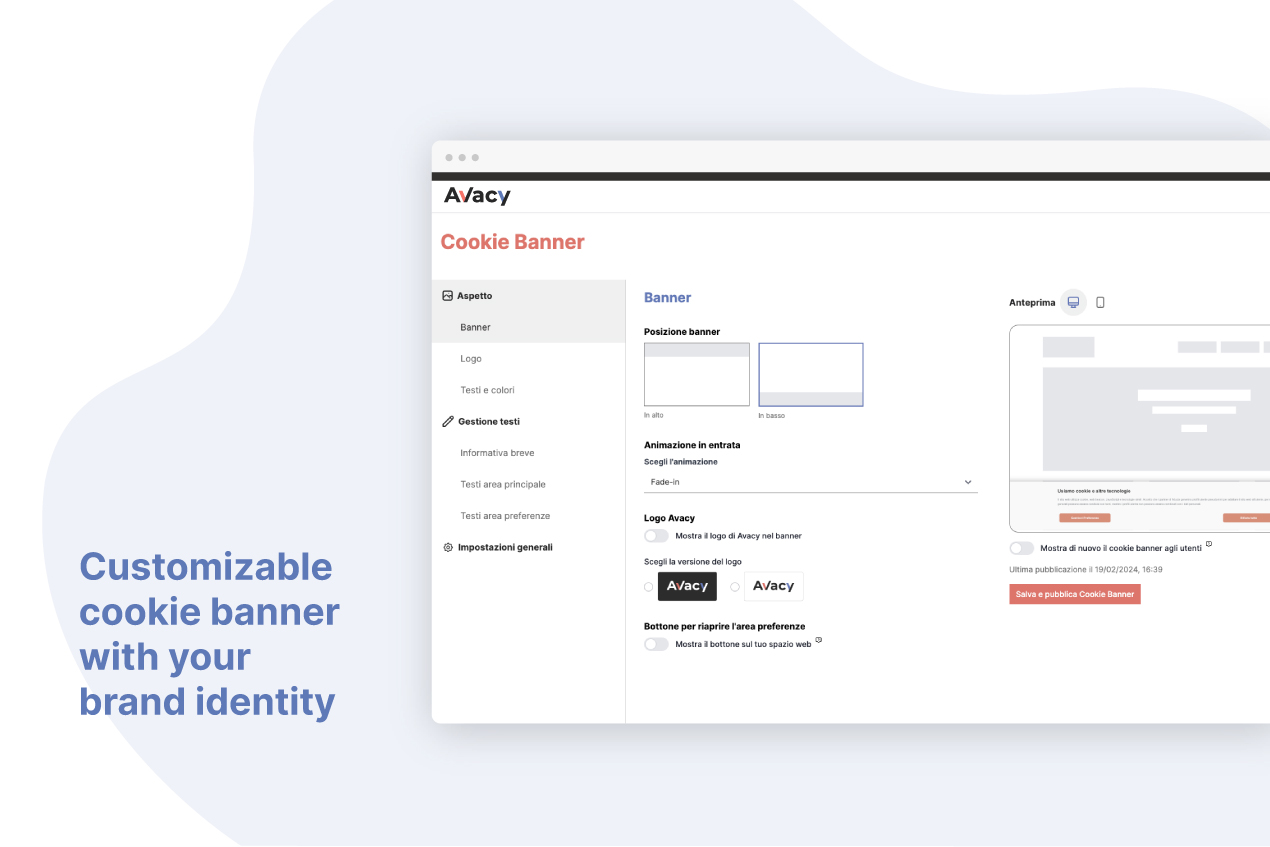 Customizable
cookie banner
with your
brand identity
Avacy
Cookie Banner
Aspetto
Banner
Logo
Testi e colori
Gestione testi
Informativa breve
Testi area principale
Testi area preferenze
Impostazioni generali
Banner
Posizione banner
In alto
In basso
Animazione in entrata
Scegli l'animazione
Fade-in
Logo Avacy
Mostra il logo di Avacy nel banner
Scegli la versione del logo
Avacy
Avacy
Bottone per riaprire l'area preferenze
Mostra il bottone sul tuo spazio web
Anteprima
Usiamo cookie e altre tecnologie
Mostra di nuovo il cookie banner agli utenti
Ultima pubblicazione il 19/02/2024, 16:39
Salva e pubblica Cookie Banner